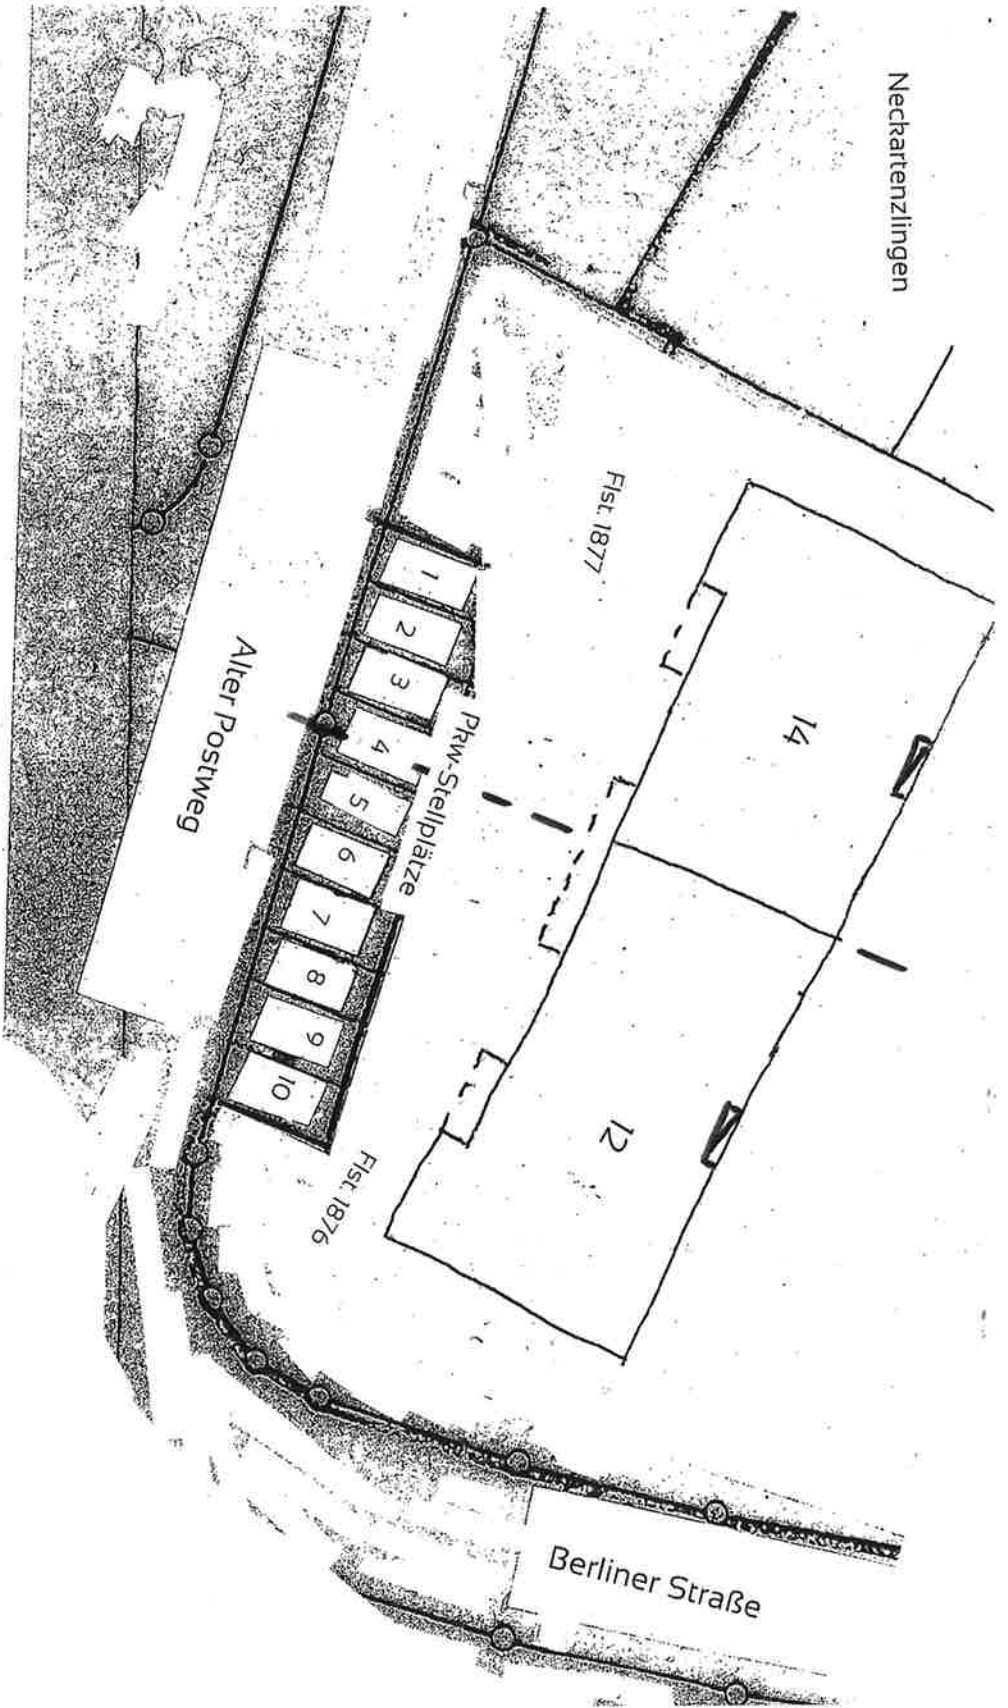 Neckartenzlingen
Flst. 1877
14
12
Pkw-Stellplätze
1
2
3
4
5
6
7
8
9
10
Alter Postweg
Flst. 1876
Berliner Straße